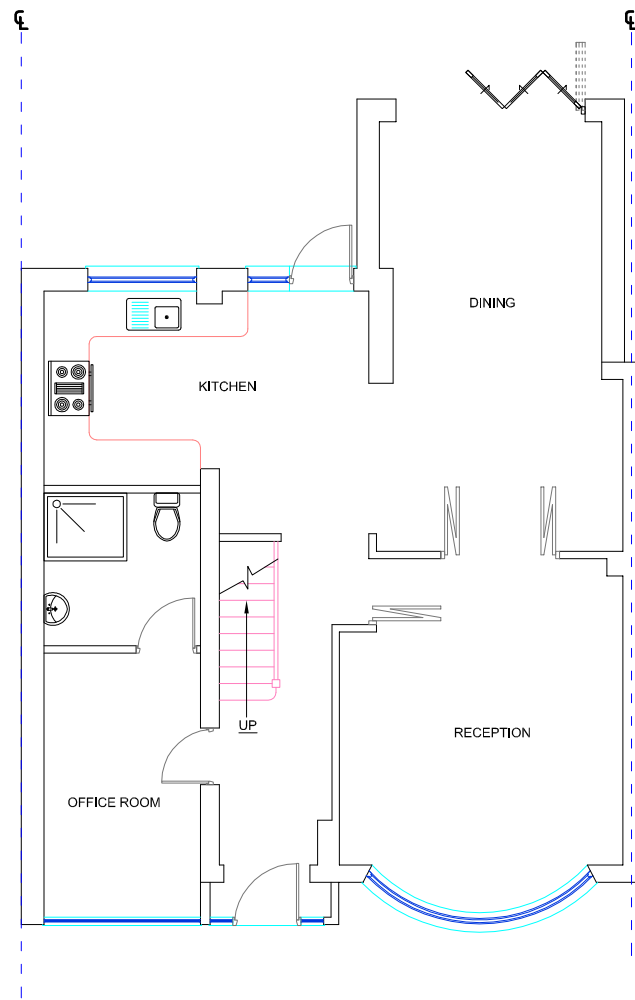 ℄ ℄
DINING
KITCHEN
UP
RECEPTION
OFFICE ROOM